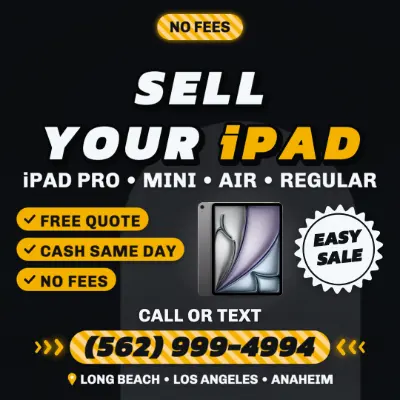 NO FEES
SELL
YOUR iPAD
iPAD PRO • MINI • AIR • REGULAR
FREE QUOTE
CASH SAME DAY
NO FEES
EASY
SALE
CALL OR TEXT
(562) 999-4994
LONG BEACH • LOS ANGELES • ANAHEIM